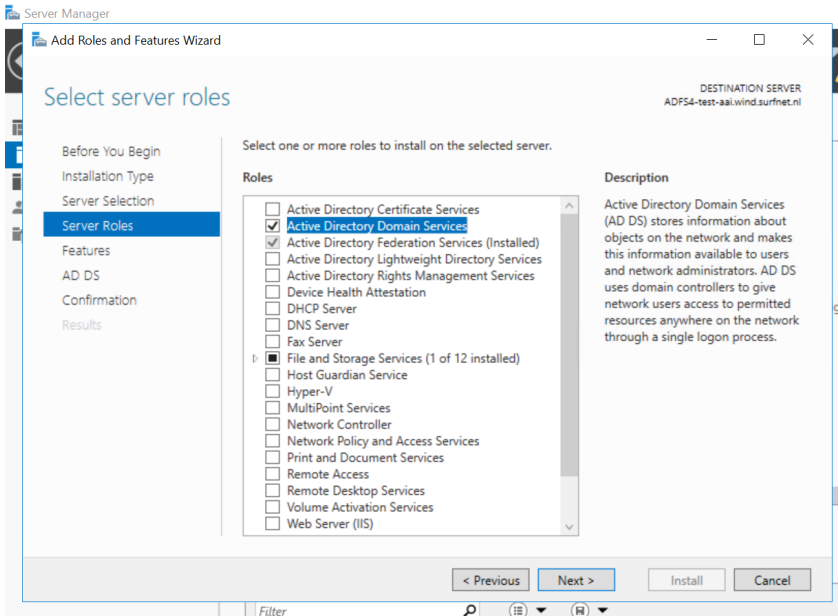 Server Manager
Add Roles and Features Wizard
Select server roles
DESTINATION SERVER
ADFS4-test-aai.wind.surfnet.nl
Before You Begin
Installation Type
Server Selection
Server Roles
Features
AD DS
Confirmation
Results
Select one or more roles to install on the selected server.
Roles
Active Directory Certificate Services
Active Directory Domain Services
Active Directory Federation Services (Installed)
Active Directory Lightweight Directory Services
Active Directory Rights Management Services
Device Health Attestation
DHCP Server
DNS Server
Fax Server
File and Storage Services (1 of 12 installed)
Host Guardian Service
Hyper-V
MultiPoint Services
Network Controller
Network Policy and Access Services
Print and Document Services
Remote Access
Remote Desktop Services
Volume Activation Services
Web Server (IIS)
Description
Active Directory Domain Services
(AD DS) stores information about
objects on the network and makes
this information available to users
and network administrators. AD DS
uses domain controllers to give
network users access to permitted
resources anywhere on the network
through a single logon process.
< Previous
Next >
Install
Cancel
Filter